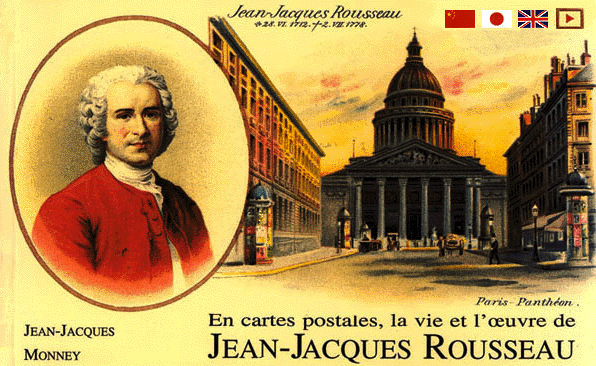 Jean-Jacques Rousseau
* 28. VI. 1712. † 2. VII. 1778.
Paris-Panthéon.
En cartes postales, la vie et l'œuvre de
JEAN-JACQUES ROUSSEAU
JEAN-JACQUES
MONNEY